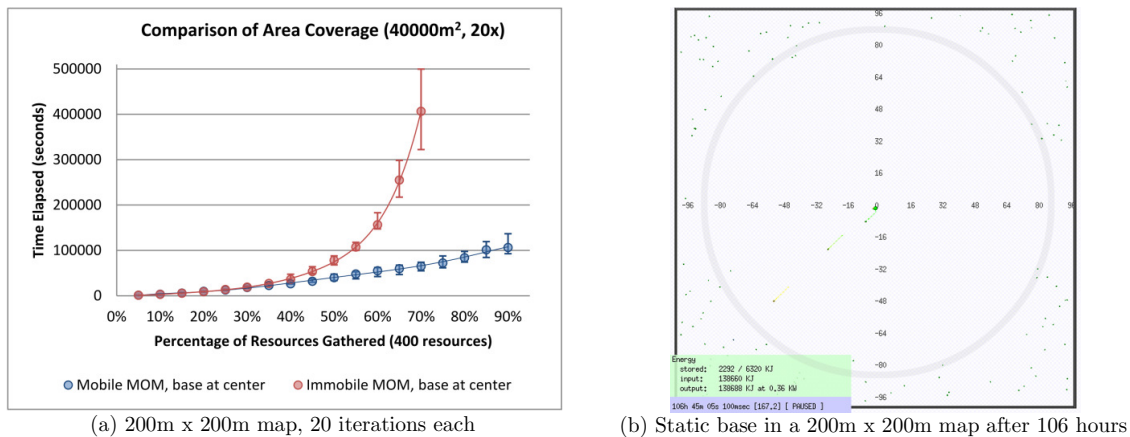 Comparison of Area Coverage (40000m², 20x)
500000
400000
300000
200000
100000
0
Time Elapsed (seconds)
0% 10% 20% 30% 40% 50% 60% 70% 80% 90%
Percentage of Resources Gathered (400 resources)
Mobile MOM, base at center
Immobile MOM, base at center
(a) 200m x 200m map, 20 iterations each
96
80
64
48
32
16
-96 -80 -64 -48 -32 -16 0 16 32 48 64 80 96
-16
-32
-48
-64
-80
-96
Energy
stored: 2292 / 6320 KJ
input: 138660 KJ
output: 138688 KJ at 0.36 KW
106h 45m 05s 100msec [167.2] [ PAUSED ]
(b) Static base in a 200m x 200m map after 106 hours